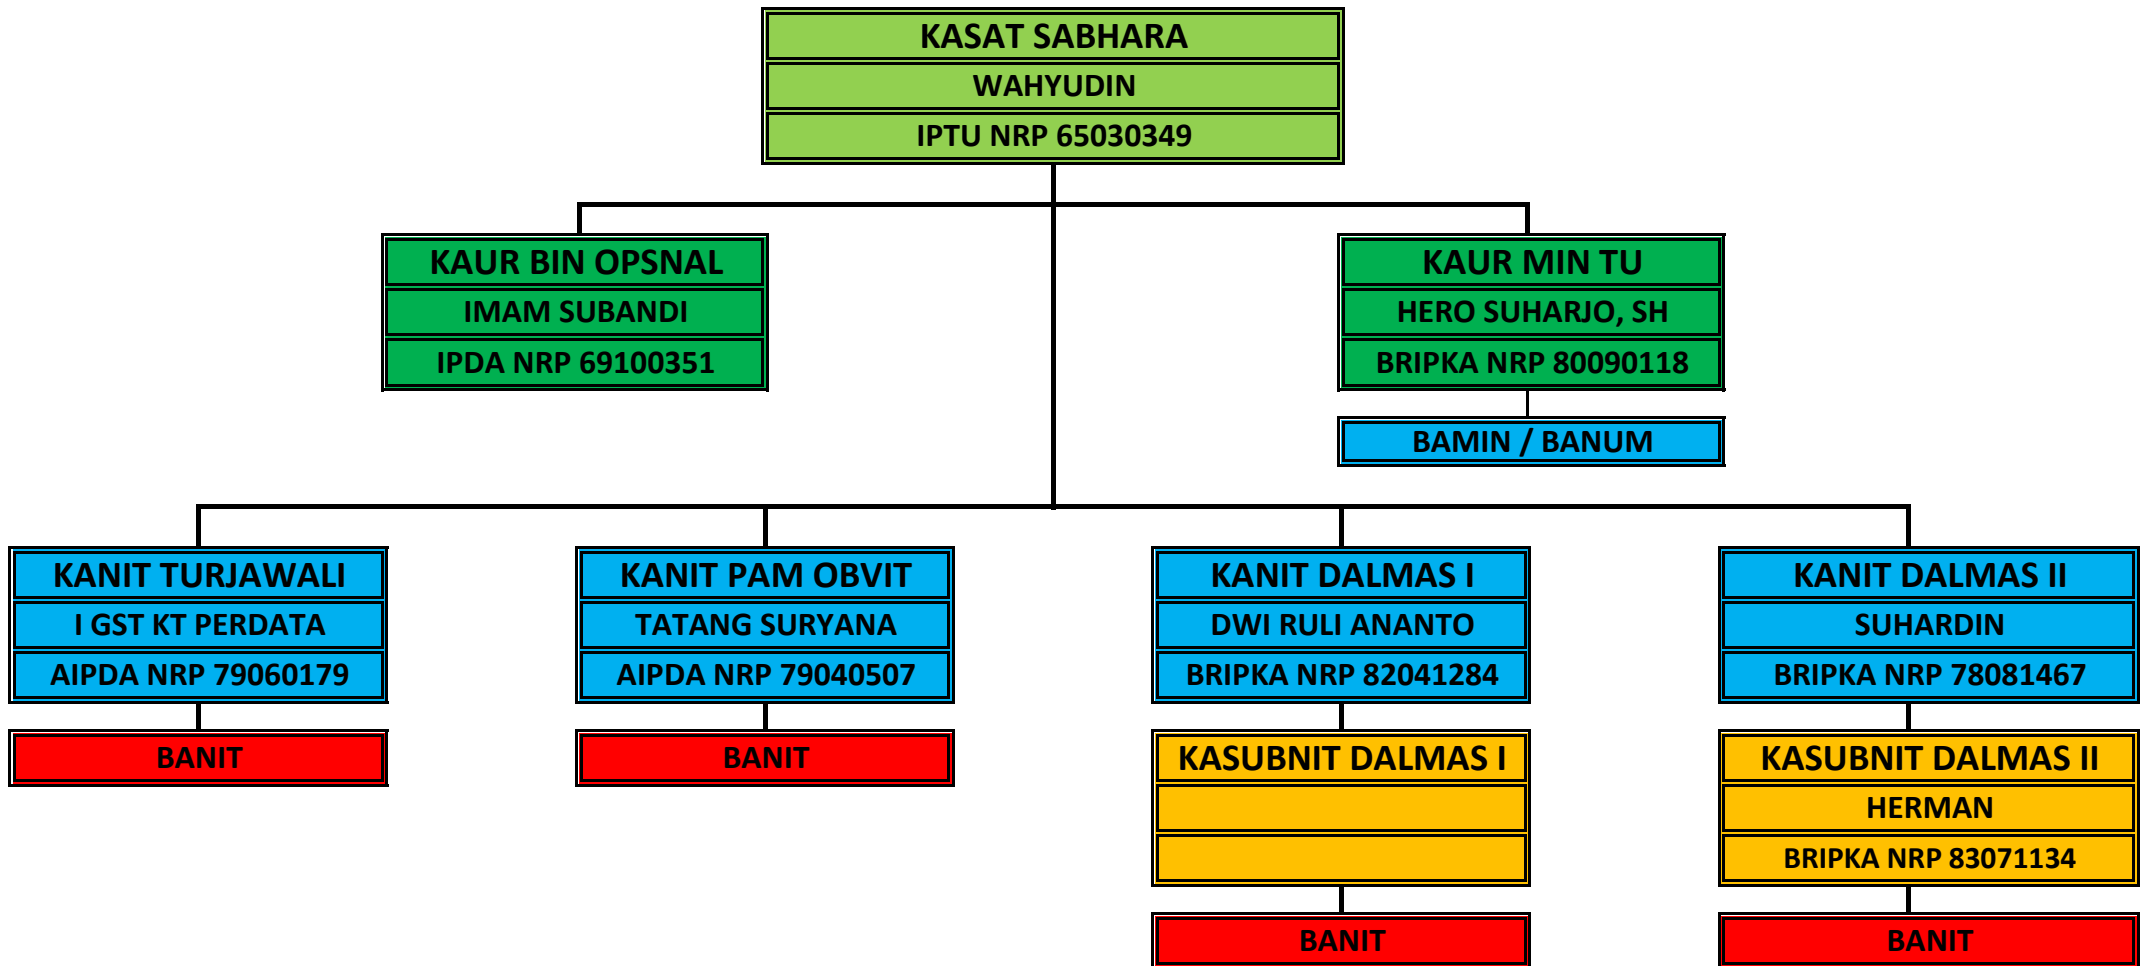 KASAT SABHARA
WAHYUDIN
IPTU NRP 65030349
KAUR BIN OPSNAL
IMAM SUBANDI
IPDA NRP 69100351
KAUR MIN TU
HERO SUHARJO, SH
BRIPKA NRP 80090118
BAMIN / BANUM
KANIT TURJAWALI
I GST KT PERDATA
AIPDA NRP 79060179
BANIT
KANIT PAM OBVIT
TATANG SURYANA
AIPDA NRP 79040507
BANIT
KANIT DALMAS I
DWI RULI ANANTO
BRIPKA NRP 82041284
KASUBNIT DALMAS I
BANIT
KANIT DALMAS II
SUHARDIN
BRIPKA NRP 78081467
KASUBNIT DALMAS II
HERMAN
BRIPKA NRP 83071134
BANIT